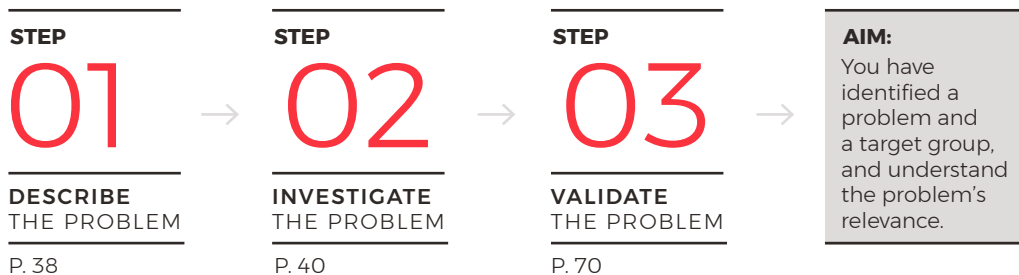 STEP
01
DESCRIBE
THE PROBLEM
P. 38
STEP
02
INVESTIGATE
THE PROBLEM
P. 40
STEP
03
VALIDATE
THE PROBLEM
P. 70
AIM:
You have
identified a
problem and
a target group,
and understand
the problem’s
relevance.